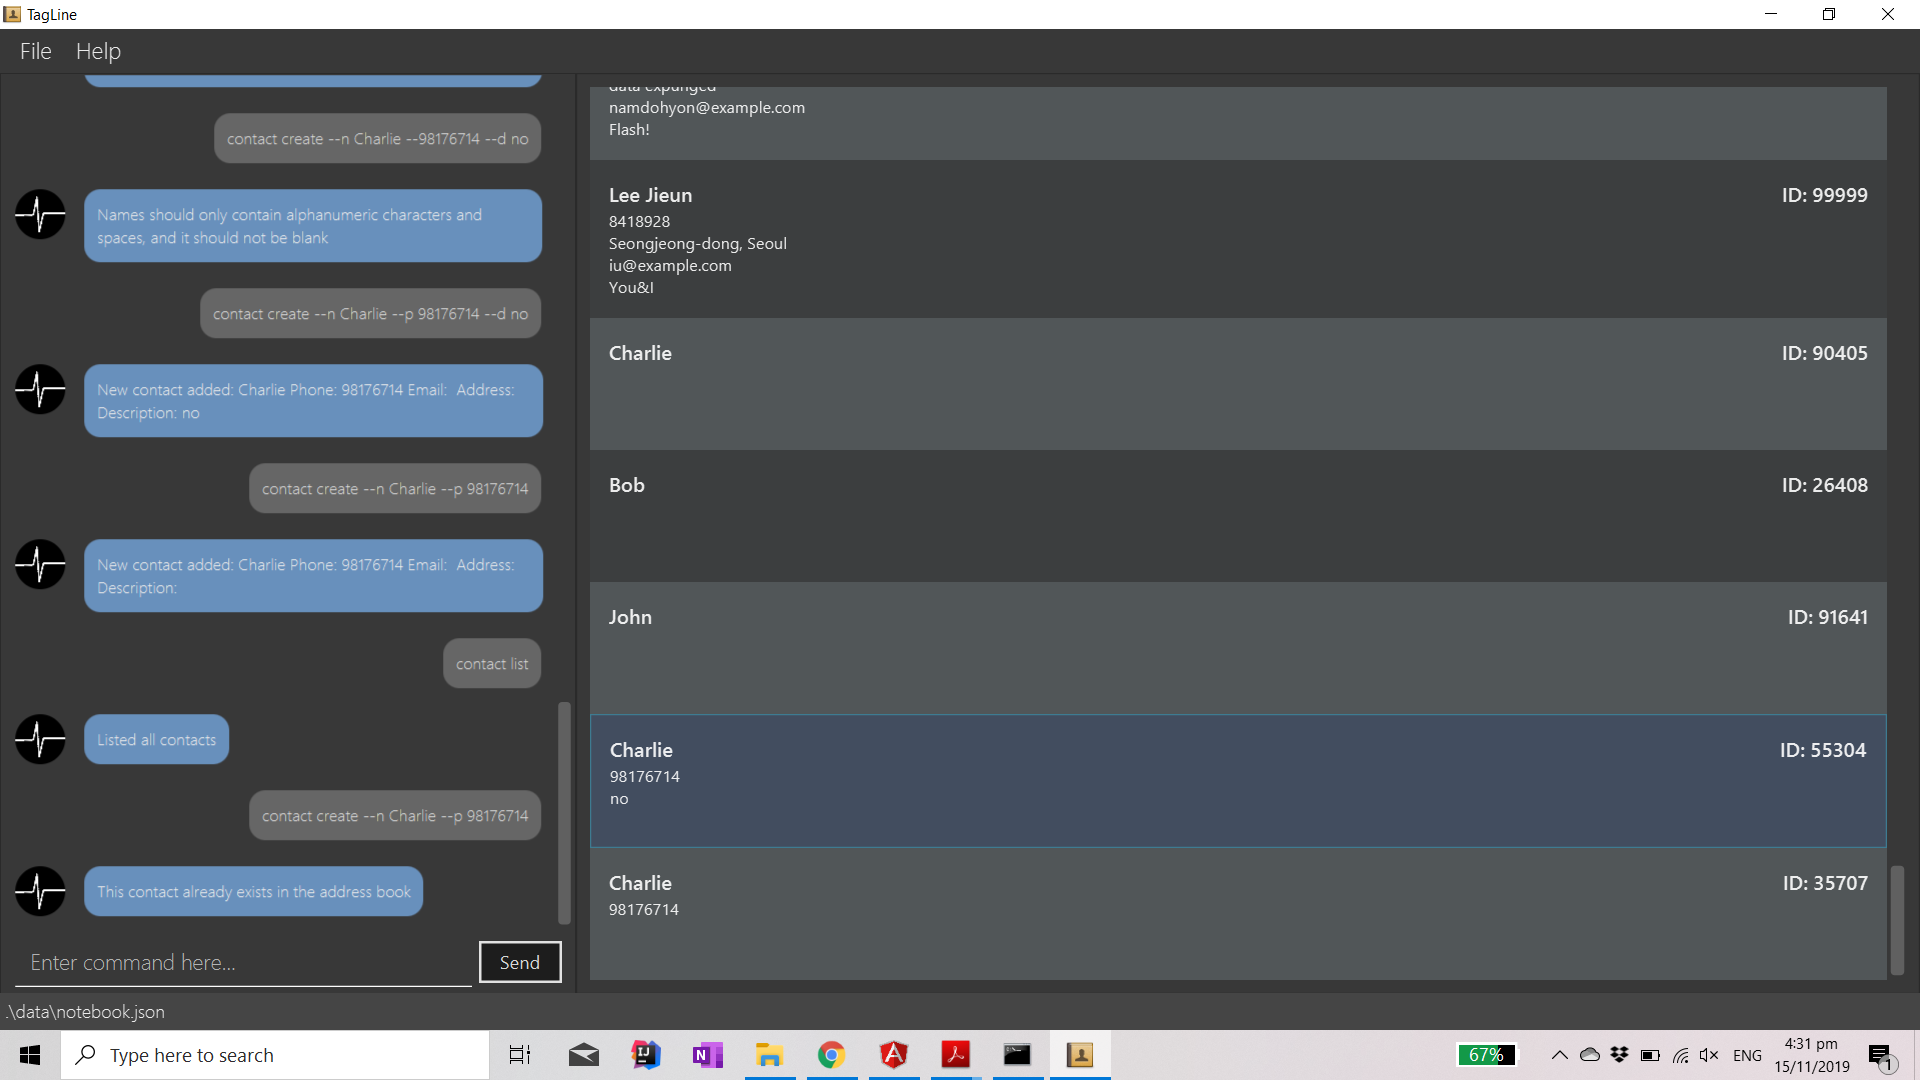 TagLine
File Help
contact create --n Charlie --98176714 --d no
Names should only contain alphanumeric characters and
spaces, and it should not be blank
contact create --n Charlie --p 98176714 --d no
New contact added: Charlie Phone: 98176714 Email:  Address:
Description: no
contact create --n Charlie --p 98176714
New contact added: Charlie Phone: 98176714 Email:  Address:
Description:
contact list
Listed all contacts
contact create --n Charlie --p 98176714
This contact already exists in the address book
Enter command here...
Send
data expunged
namdohyon@example.com
Flash!
Lee Jieun
ID: 99999
8418928
Seongjeong-dong, Seoul
iu@example.com
You&I
Charlie
ID: 90405
Bob
ID: 26408
John
ID: 91641
Charlie
ID: 55304
98176714
no
Charlie
ID: 35707
98176714
.\data\notebook.json
Type here to search
67%
ENG
4:31 pm
15/11/2019
1